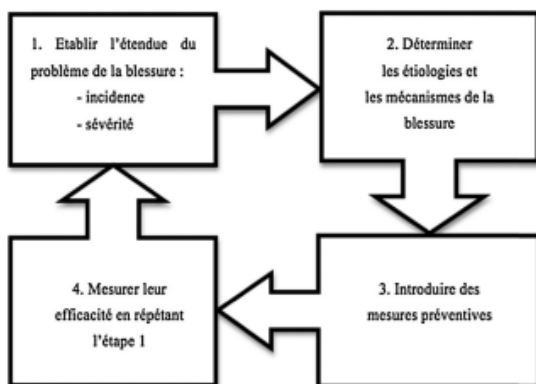 1. Etablir l'étendue du
problème de la blessure :
- incidence
- sévérité
2. Déterminer
les étiologies et
les mécanismes de la
blessure
3. Introduire des
mesures préventives
4. Mesurer leur
efficacité en répétant
l'étape 1